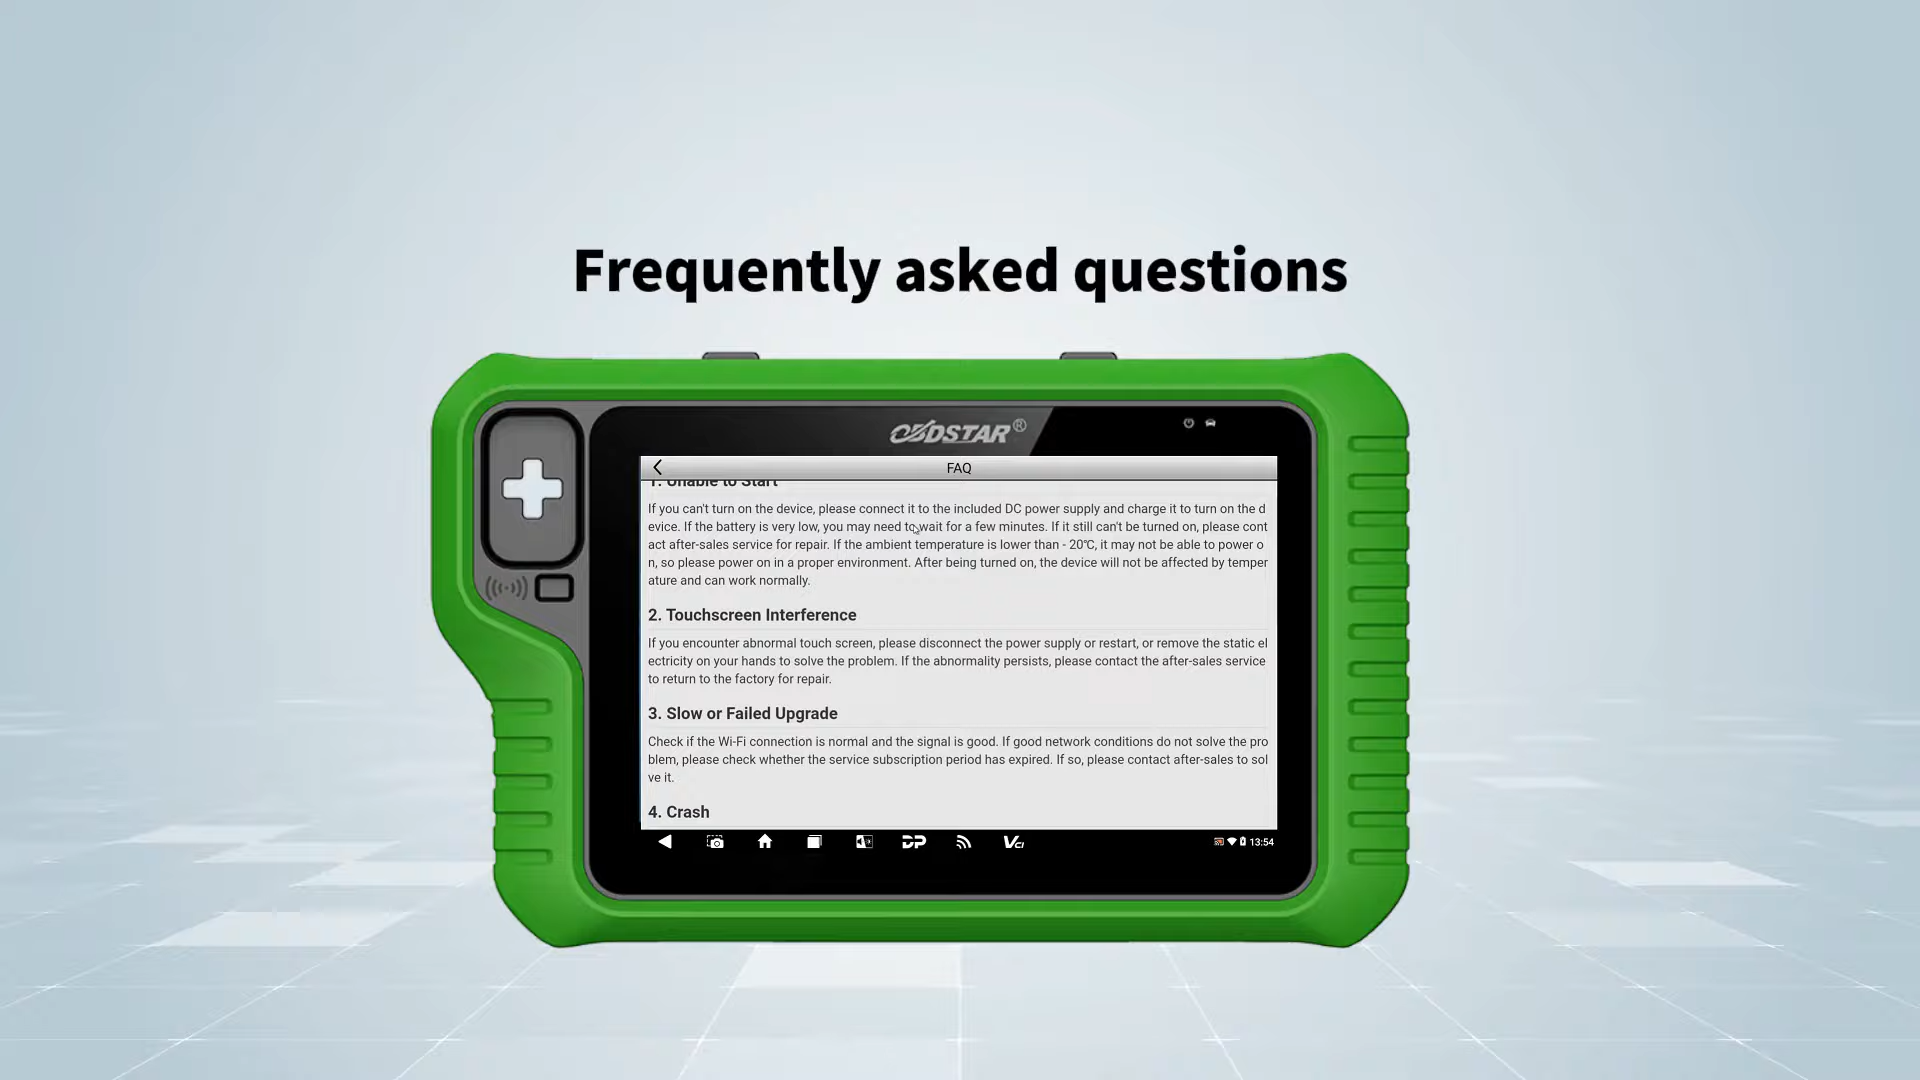 Frequently asked questions
OBDSTAR®
FAQ
1. Unable to Start
If you can't turn on the device, please connect it to the included DC power supply and charge it to turn on the d
evice. If the battery is very low, you may need to wait for a few minutes. If it still can't be turned on, please cont
act after-sales service for repair. If the ambient temperature is lower than - 20℃, it may not be able to power o
n, so please power on in a proper environment. After being turned on, the device will not be affected by temper
ature and can work normally.
2. Touchscreen Interference
If you encounter abnormal touch screen, please disconnect the power supply or restart, or remove the static el
ectricity on your hands to solve the problem. If the abnormality persists, please contact the after-sales service
to return to the factory for repair.
3. Slow or Failed Upgrade
Check if the Wi-Fi connection is normal and the signal is good. If good network conditions do not solve the pro
blem, please check whether the service subscription period has expired. If so, please contact after-sales to sol
ve it.
4. Crash
DP VCI 13:54